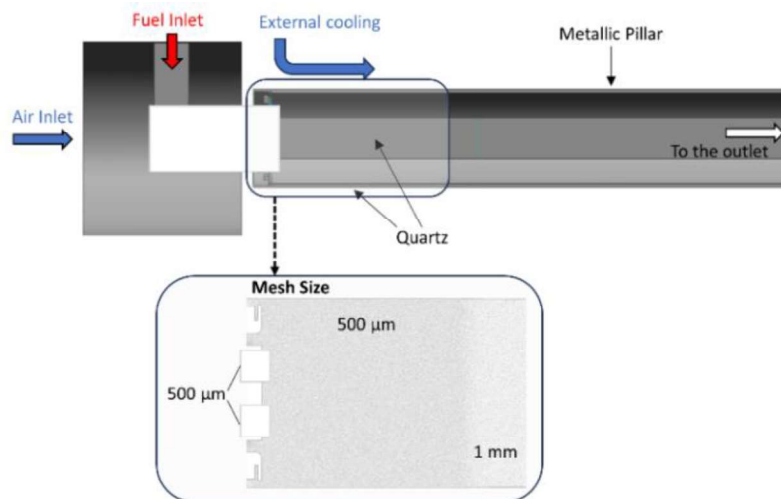 Fuel Inlet
External cooling
Metallic Pillar
Air Inlet
To the outlet
Quartz
Mesh Size
500 µm
500 µm
1 mm